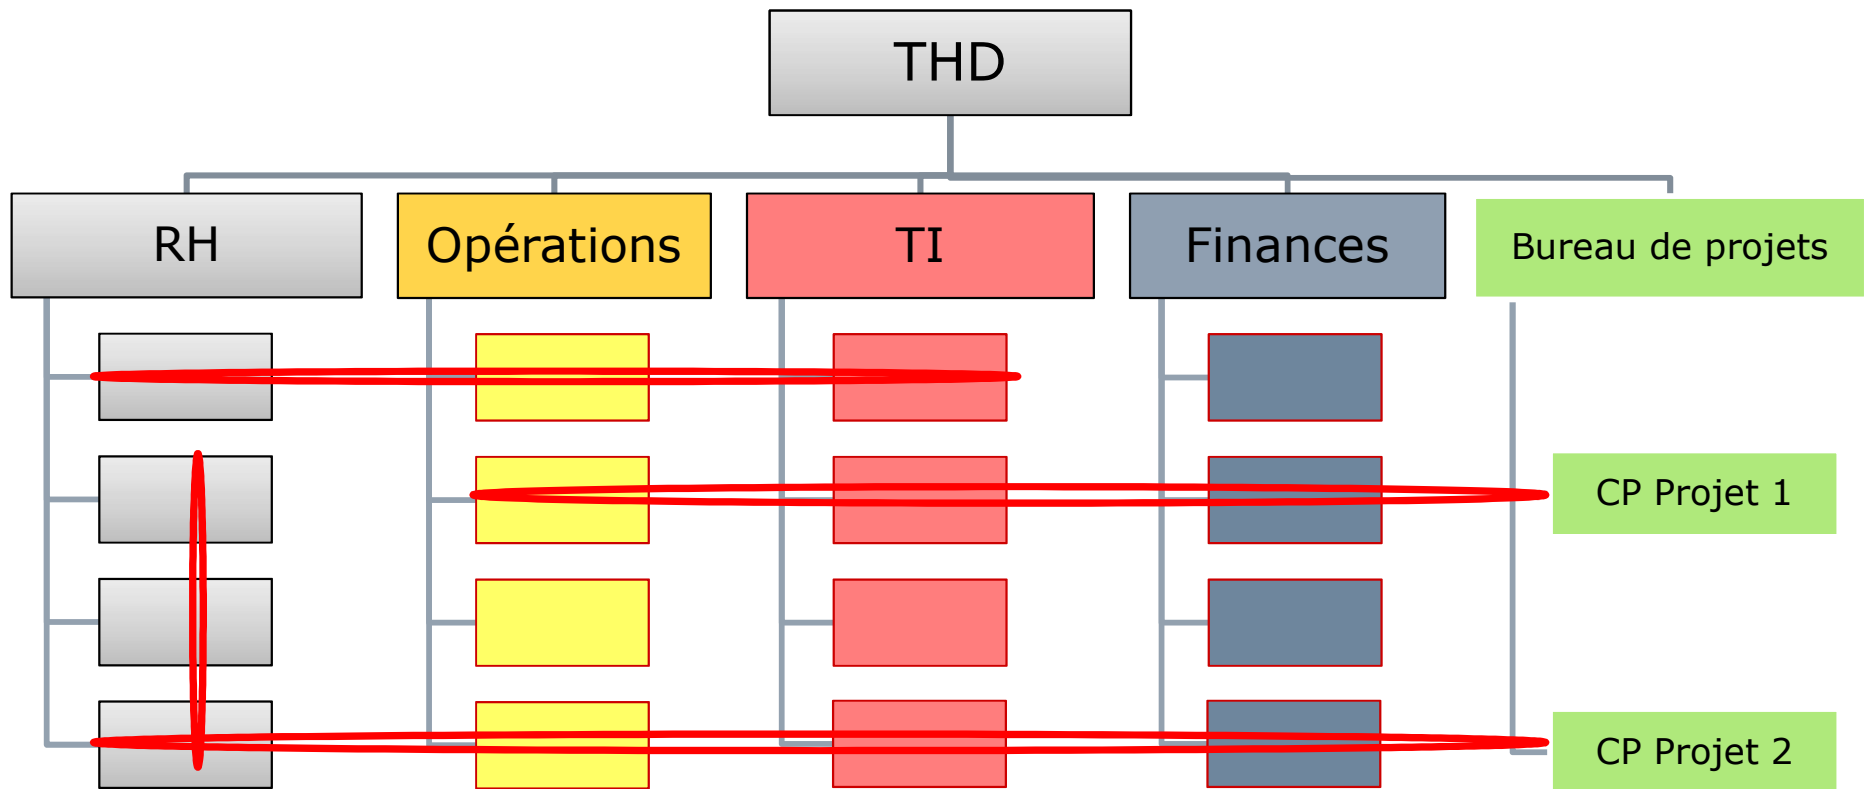 THD
RH
Opérations
TI
Finances
Bureau de projets
CP Projet 1
CP Projet 2